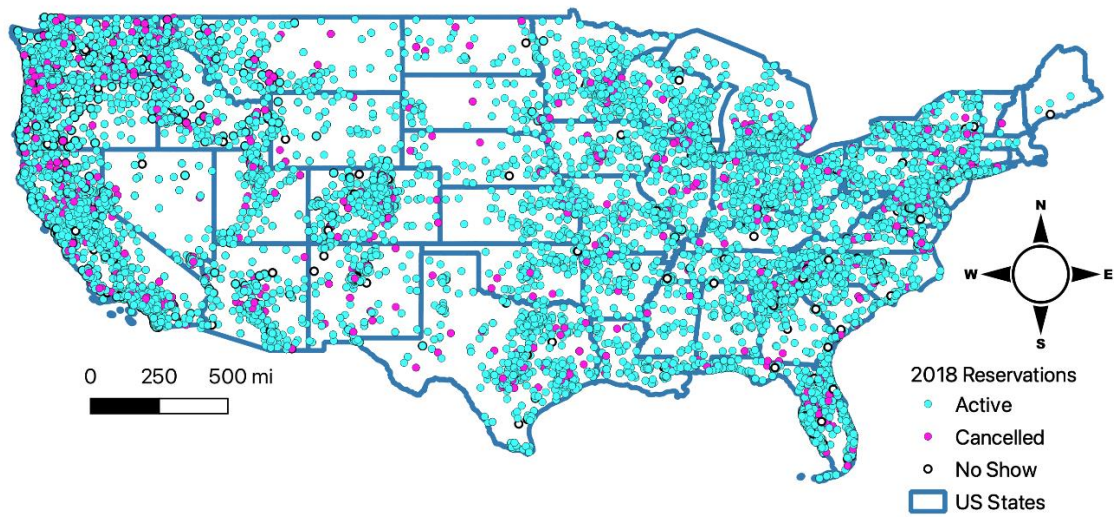 N
W E
S
0 250 500 mi
2018 Reservations
Active
Cancelled
No Show
US States